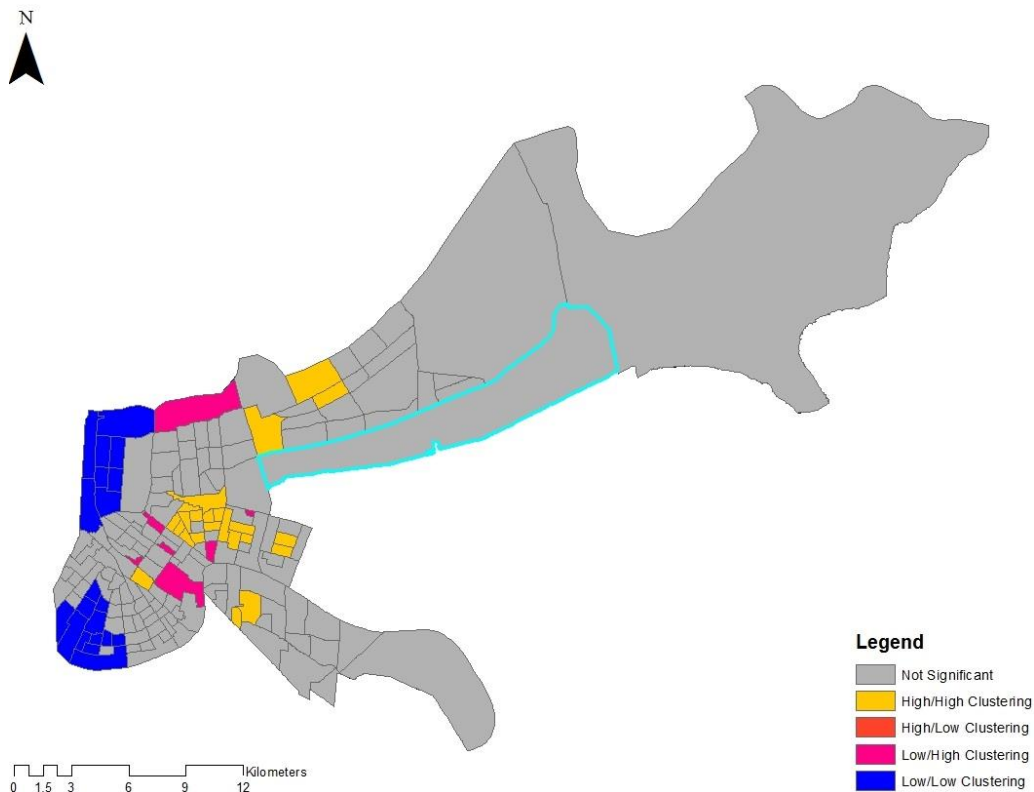 N
Legend
Not Significant
High/High Clustering
High/Low Clustering
Low/High Clustering
Low/Low Clustering
Kilometers
0 1.5 3 6 9 12